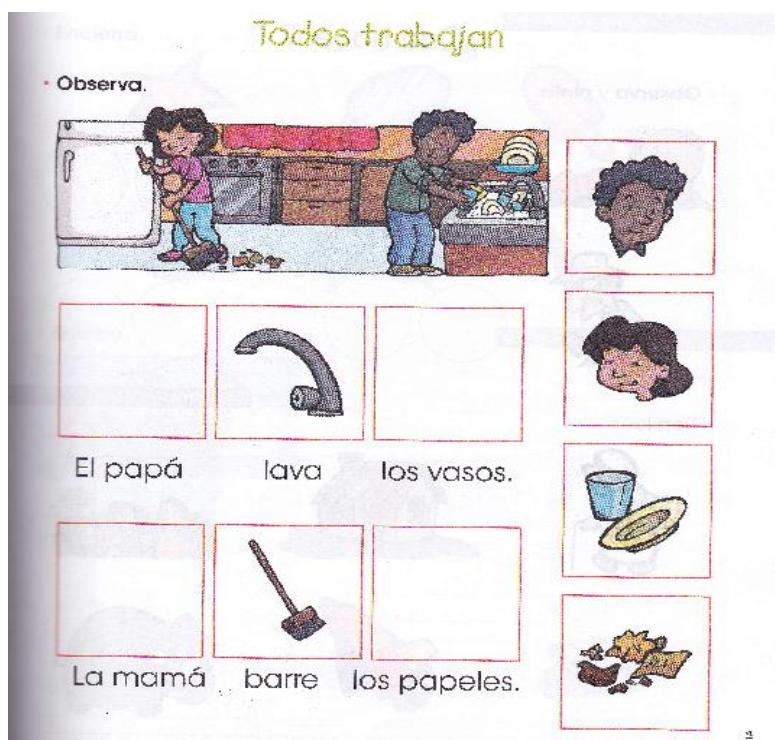 Todos trabajan
• Observa.
El papá lava los vasos.
La mamá barre los papeles.